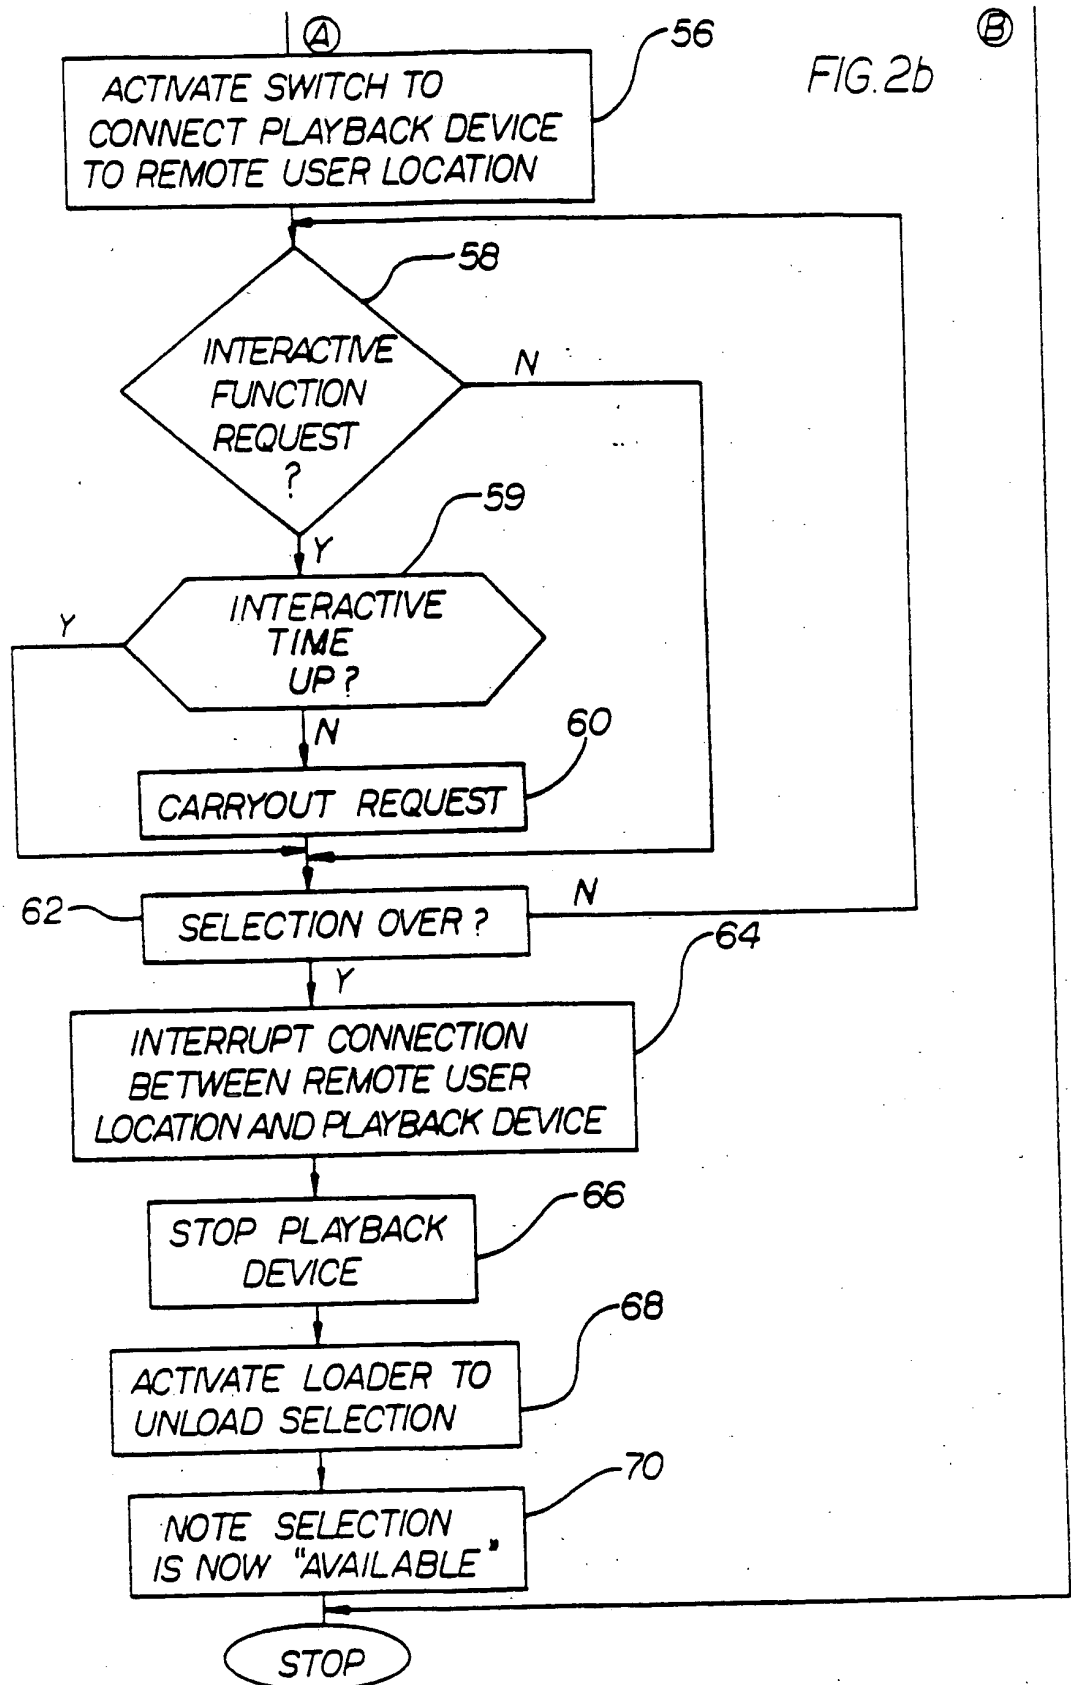 A
B
56
FIG. 2b
ACTIVATE SWITCH TO
CONNECT PLAYBACK DEVICE
TO REMOTE USER LOCATION
58
INTERACTIVE
FUNCTION
REQUEST
?
N
59
Y
INTERACTIVE
TIME
UP?
Y
N
60
CARRYOUT REQUEST
62
SELECTION OVER?
N
64
Y
INTERRUPT CONNECTION
BETWEEN REMOTE USER
LOCATION AND PLAYBACK DEVICE
66
STOP PLAYBACK
DEVICE
68
ACTIVATE LOADER TO
UNLOAD SELECTION
70
NOTE SELECTION
IS NOW "AVAILABLE"
STOP